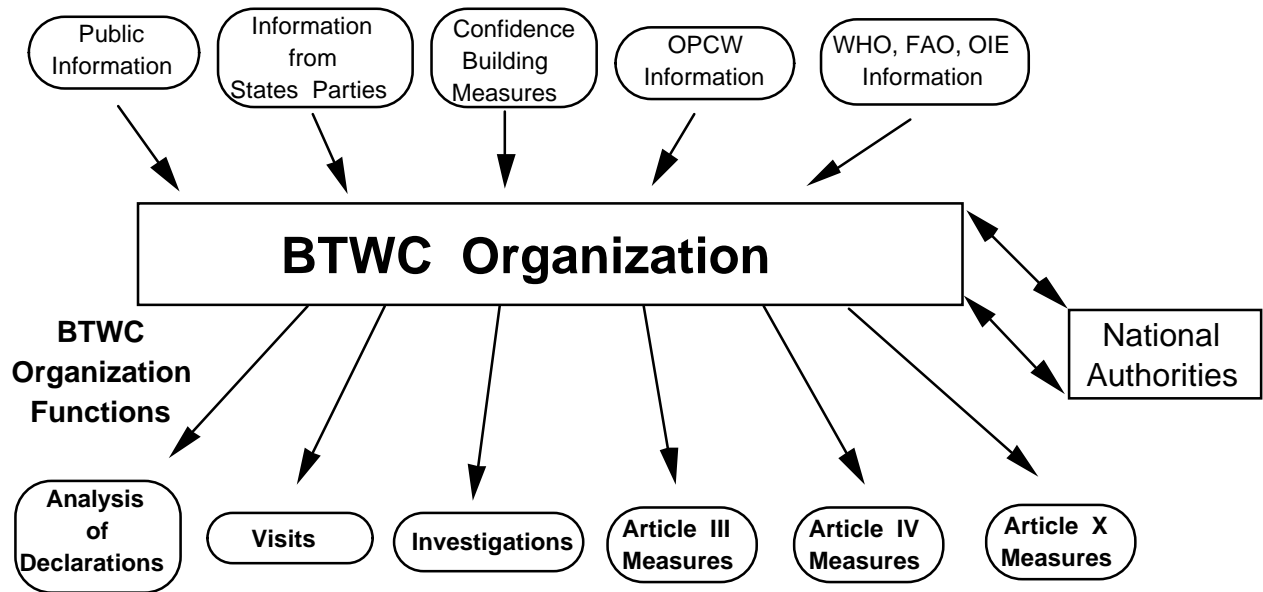 Public
Information
Information
from
States Parties
Confidence
Building
Measures
OPCW
Information
WHO, FAO, OIE
Information
BTWC Organization
BTWC
Organization
Functions
National
Authorities
Analysis
of
Declarations
Visits
Investigations
Article III
Measures
Article IV
Measures
Article X
Measures